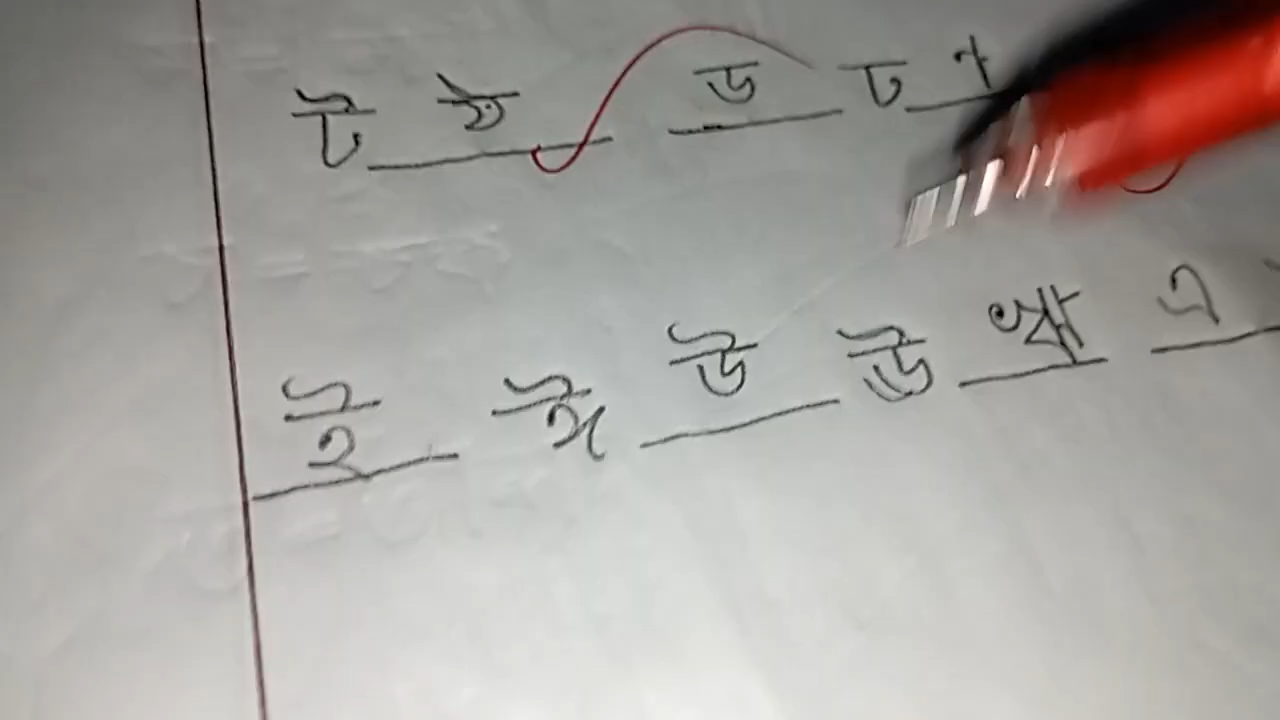 ট ঠ ড ঢ ণ
ই ঈ উ ঊ ঋ এ